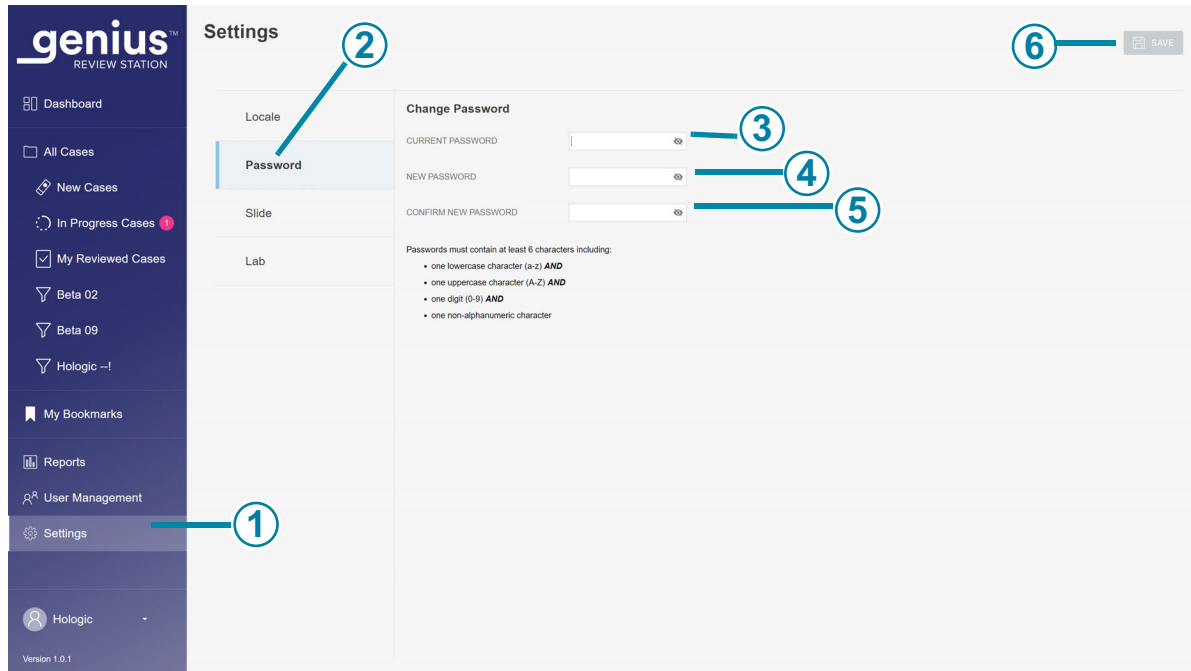 genius™
REVIEW STATION
Dashboard
All Cases
New Cases
In Progress Cases 1
My Reviewed Cases
Beta 02
Beta 09
Hologic --!
My Bookmarks
Reports
User Management
Settings
Hologic
Version 1.0.1
1
Settings
2
6
SAVE
Locale
Password
Slide
Lab
Change Password
CURRENT PASSWORD
3
NEW PASSWORD
4
CONFIRM NEW PASSWORD
5
Passwords must contain at least 6 characters including:
• one lowercase character (a-z) AND
• one uppercase character (A-Z) AND
• one digit (0-9) AND
• one non-alphanumeric character